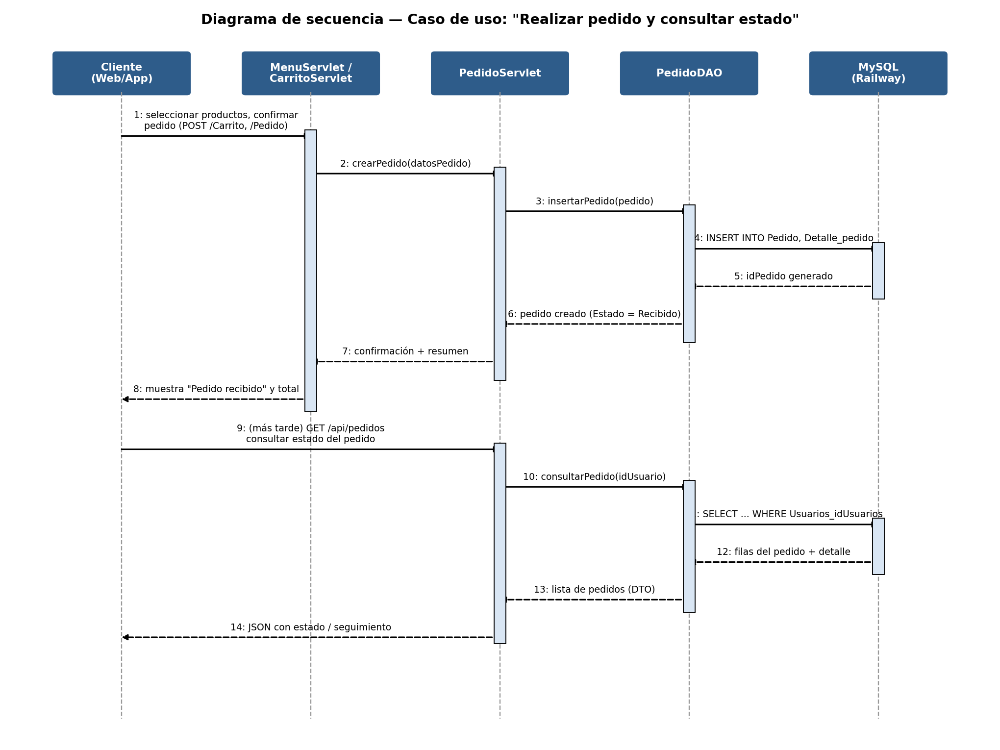 Diagrama de secuencia — Caso de uso: "Realizar pedido y consultar estado"
Cliente
(Web/App)
MenuServlet /
CarritoServlet
PedidoServlet
PedidoDAO
MySQL
(Railway)
1: seleccionar productos, confirmar
pedido (POST /Carrito, /Pedido)
2: crearPedido(datosPedido)
3: insertarPedido(pedido)
4: INSERT INTO Pedido, Detalle_pedido
5: idPedido generado
6: pedido creado (Estado = Recibido)
7: confirmación + resumen
8: muestra "Pedido recibido" y total
9: (más tarde) GET /api/pedidos
consultar estado del pedido
10: consultarPedido(idUsuario)
: SELECT ... WHERE Usuarios_idUsuarios
12: filas del pedido + detalle
13: lista de pedidos (DTO)
14: JSON con estado / seguimiento